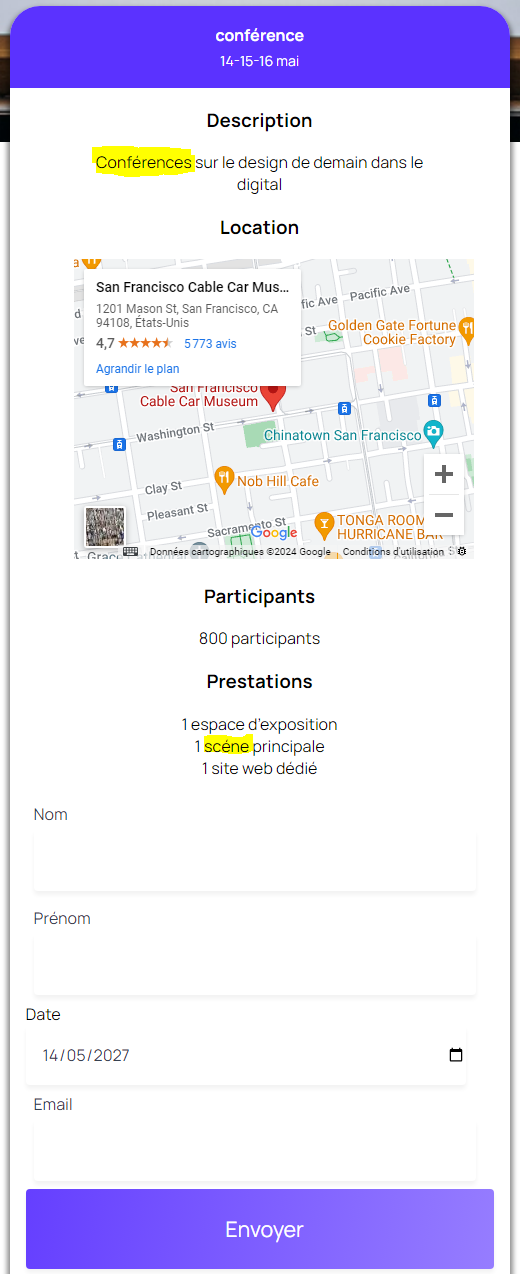 conférence
14-15-16 mai
Description
Conférences sur le design de demain dans le
digital
Location
San Francisco Cable Car Mus...
1201 Mason St, San Francisco, CA
94108, États-Unis
4,7
5 773 avis
Agrandir le plan
Pacific Ave
Pacific Ave
Golden Gate Fortune
Cookie Factory
San Francisco
Cable Car Museum
Washington St
Chinatown San Francisco
Clay St
Nob Hill Cafe
Pleasant St
Sacramento St
TONGA ROOM
HURRICANE BAR
Google
Données cartographiques ©2024 Google
Conditions d'utilisation
Participants
800 participants
Prestations
1 espace d'exposition
1 scéne principale
1 site web dédié
Nom
Prénom
Date
14/05/2027
Email
Envoyer